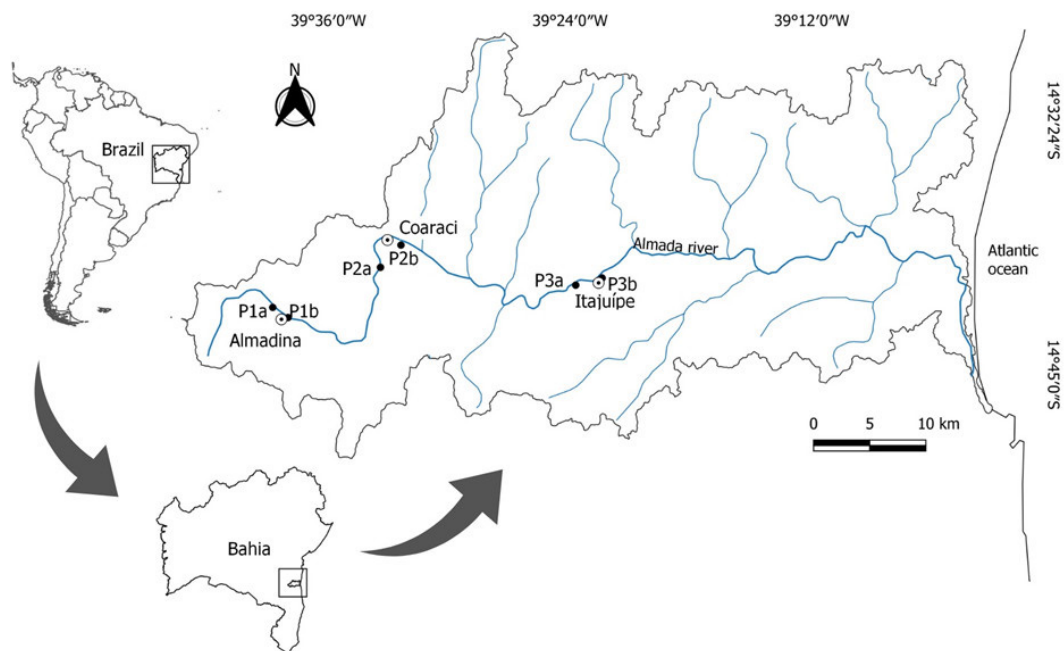 39°36′0″W
39°24′0″W
39°12′0″W
14°32′24″S
14°45′0″S
N
Brazil
Coaraci
P2b
P2a
Almada river
Atlantic
ocean
P3a
P3b
Itajuípe
P1a
P1b
Almadina
0 5 10 km
Bahia